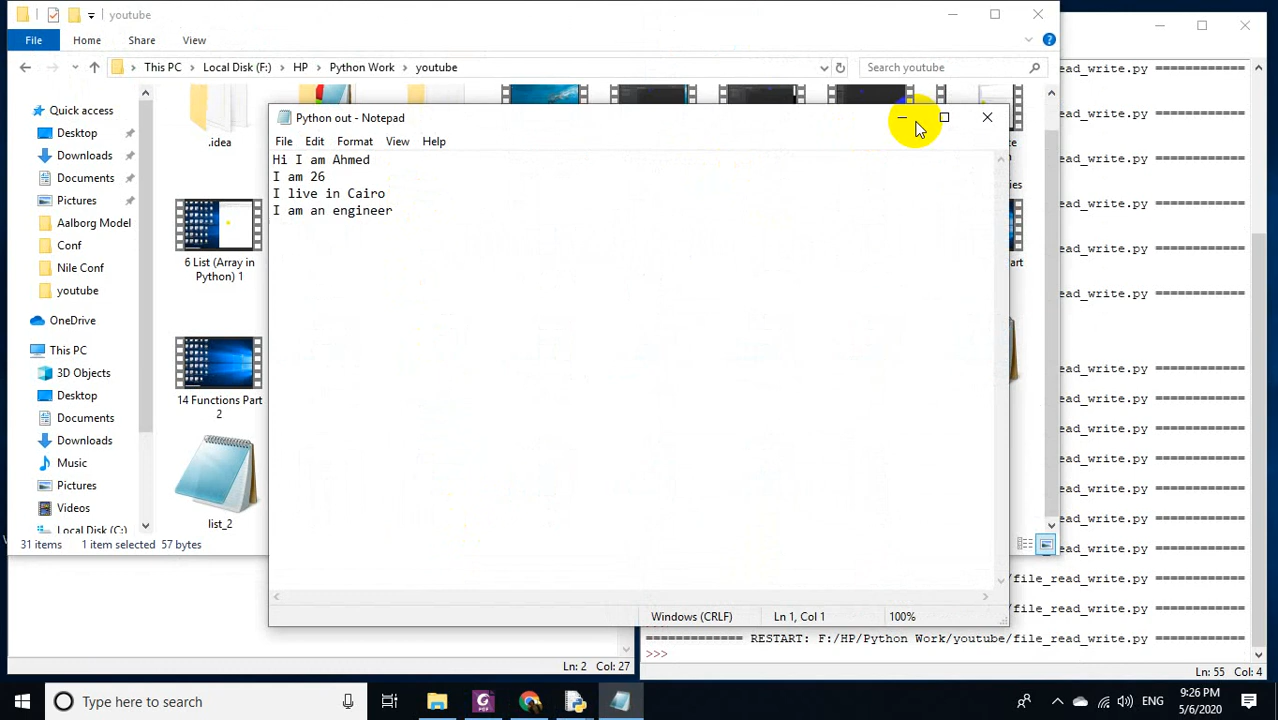 youtube
File
Home
Share
View
This PC
Local Disk (F:)
HP
Python Work
youtube
Search youtube
Quick access
Desktop
Downloads
Documents
Pictures
Aalborg Model
Conf
Nile Conf
youtube
OneDrive
This PC
3D Objects
Desktop
Documents
Downloads
Music
Pictures
Videos
Local Disk (C:)
.idea
6 List (Array in
Python) 1
14 Functions Part
2
list_2
31 items
1 item selected 57 bytes
Python out - Notepad
File
Edit
Format
View
Help
Hi I am Ahmed
I am 26
I live in Cairo
I am an engineer
Windows (CRLF)
Ln 1, Col 1
100%
ead_write.py ============
ead_write.py ============
ead_write.py ============
ead_write.py ============
ead_write.py ============
ead_write.py ============
ead_write.py ============
ead_write.py ============
ead_write.py ============
ead_write.py ============
ead_write.py ============
ead_write.py ============
ead_write.py ============
/file_read_write.py ============
/file_read_write.py ============
============= RESTART: F:/HP/Python Work/youtube/file_read_write.py ============
>>>
Ln: 2 Col: 27
Ln: 55 Col: 4
Type here to search
ENG
9:26 PM
5/6/2020